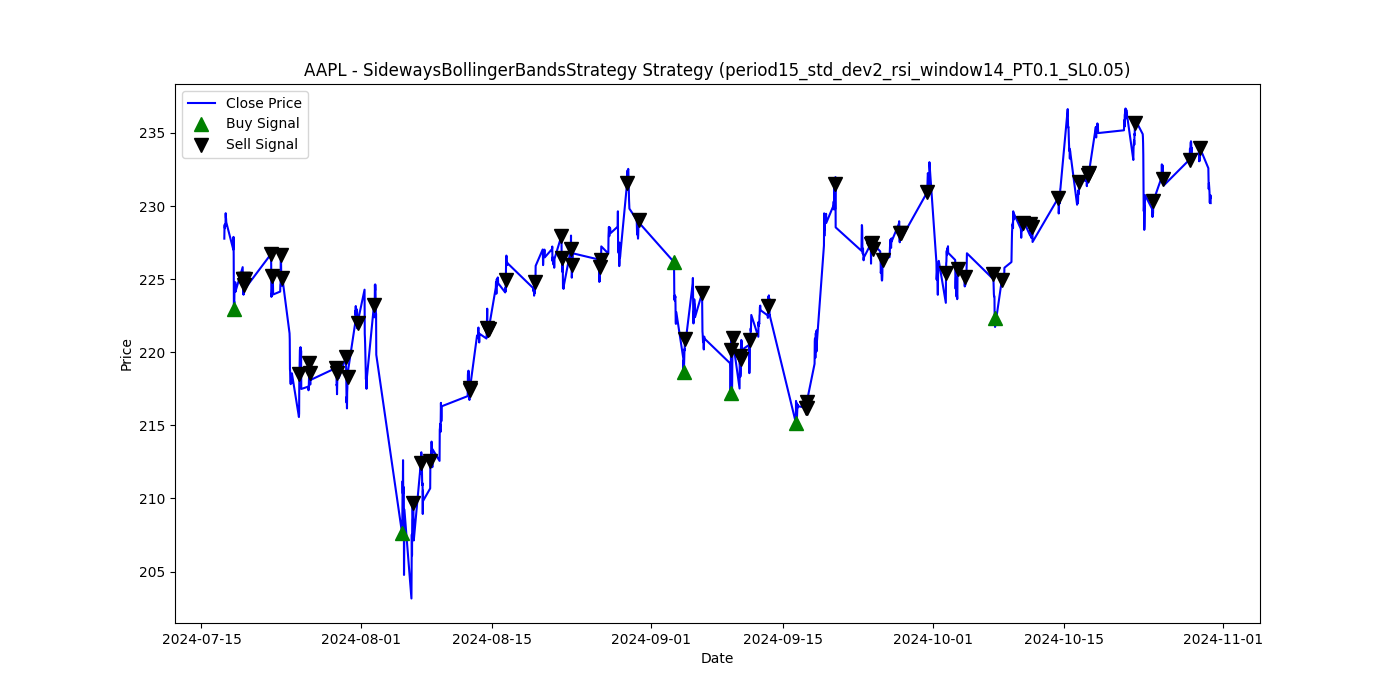 AAPL - SidewaysBollingerBandsStrategy Strategy (period15_std_dev2_rsi_window14_PT0.1_SL0.05)
Close Price
Buy Signal
Sell Signal
Price
235
230
225
220
215
210
205
2024-07-15 2024-08-01 2024-08-15 2024-09-01 2024-09-15 2024-10-01 2024-10-15 2024-11-01
Date